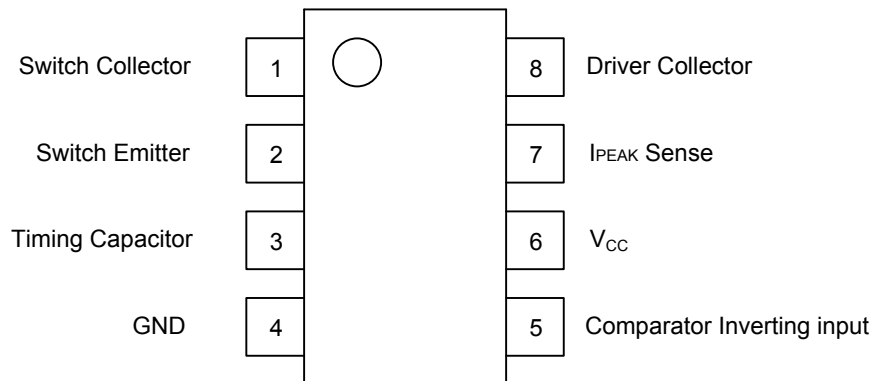 Switch Collector 1 8 Driver Collector
Switch Emitter 2 7 IPEAK Sense
Timing Capacitor 3 6 VCC
GND 4 5 Comparator Inverting input